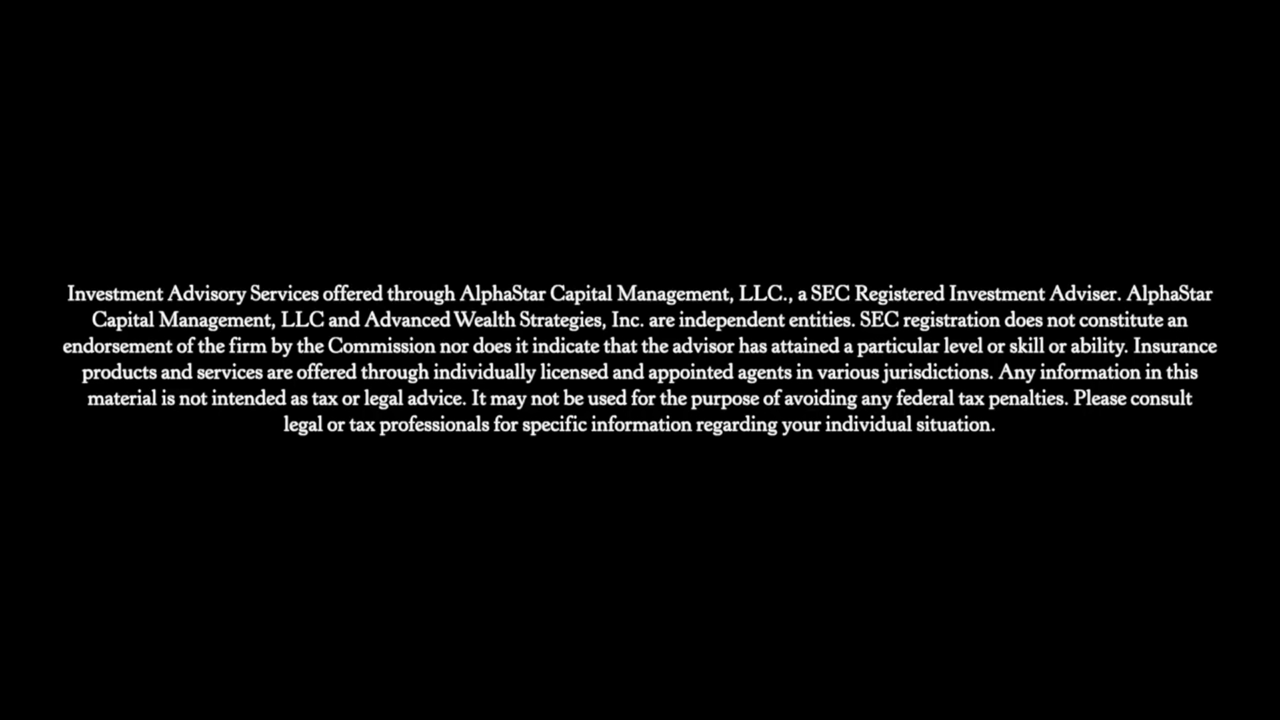 Investment Advisory Services offered through AlphaStar Capital Management, LLC., a SEC Registered Investment Adviser. AlphaStar
Capital Management, LLC and Advanced Wealth Strategies, Inc. are independent entities. SEC registration does not constitute an
endorsement of the firm by the Commission nor does it indicate that the advisor has attained a particular level or skill or ability. Insurance
products and services are offered through individually licensed and appointed agents in various jurisdictions. Any information in this
material is not intended as tax or legal advice. It may not be used for the purpose of avoiding any federal tax penalties. Please consult
legal or tax professionals for specific information regarding your individual situation.